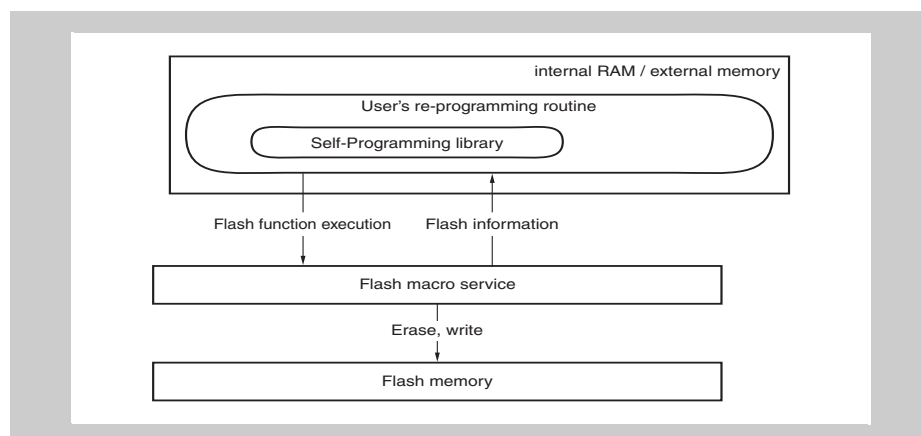 internal RAM / external memory
User's re-programming routine
Self-Programming library
Flash function execution
Flash information
Flash macro service
Erase, write
Flash memory